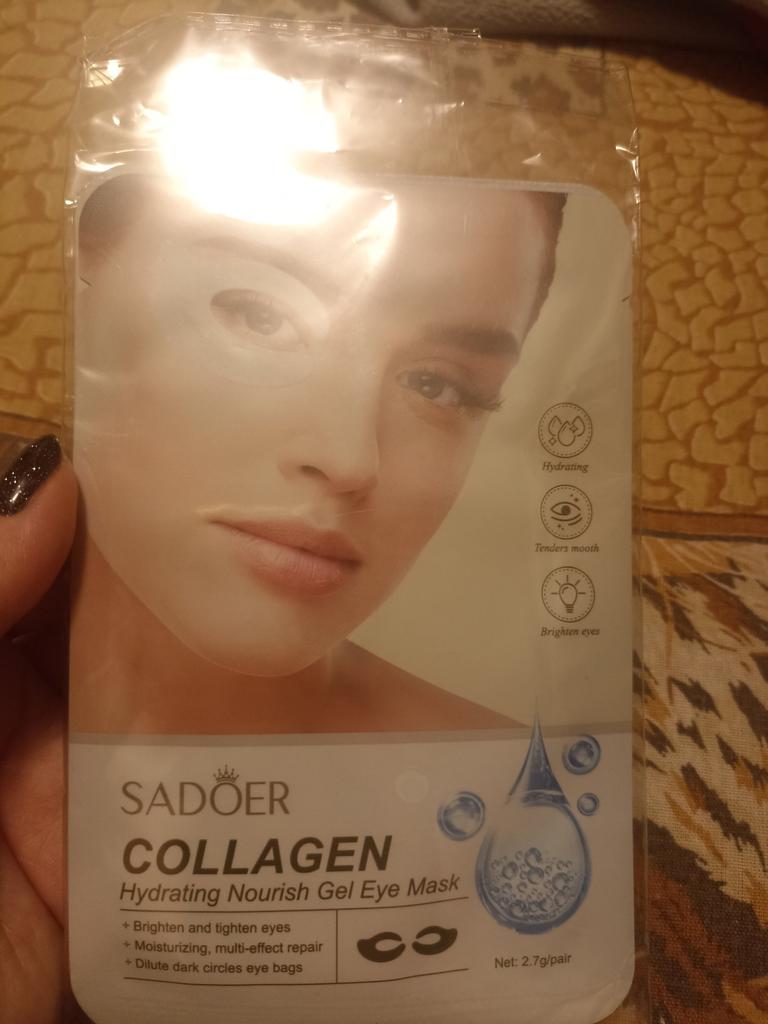 Hydrating
Tenders mooth
Brighten eyes
SADOER
COLLAGEN
Hydrating Nourish Gel Eye Mask
+ Brighten and tighten eyes
+ Moisturizing, multi-effect repair
+ Dilute dark circles eye bags
Net: 2.7g/pair